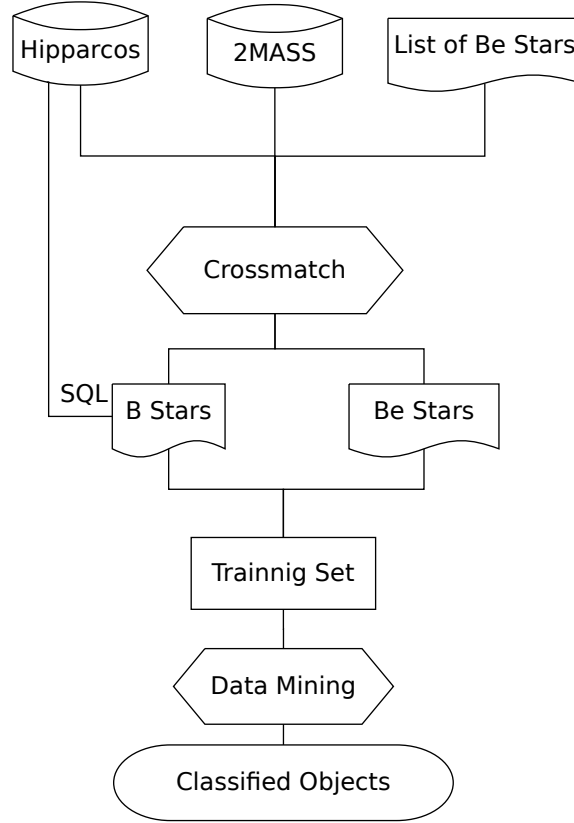 Hipparcos
2MASS
List of Be Stars
Crossmatch
SQL
B Stars
Be Stars
Trainnig Set
Data Mining
Classified Objects